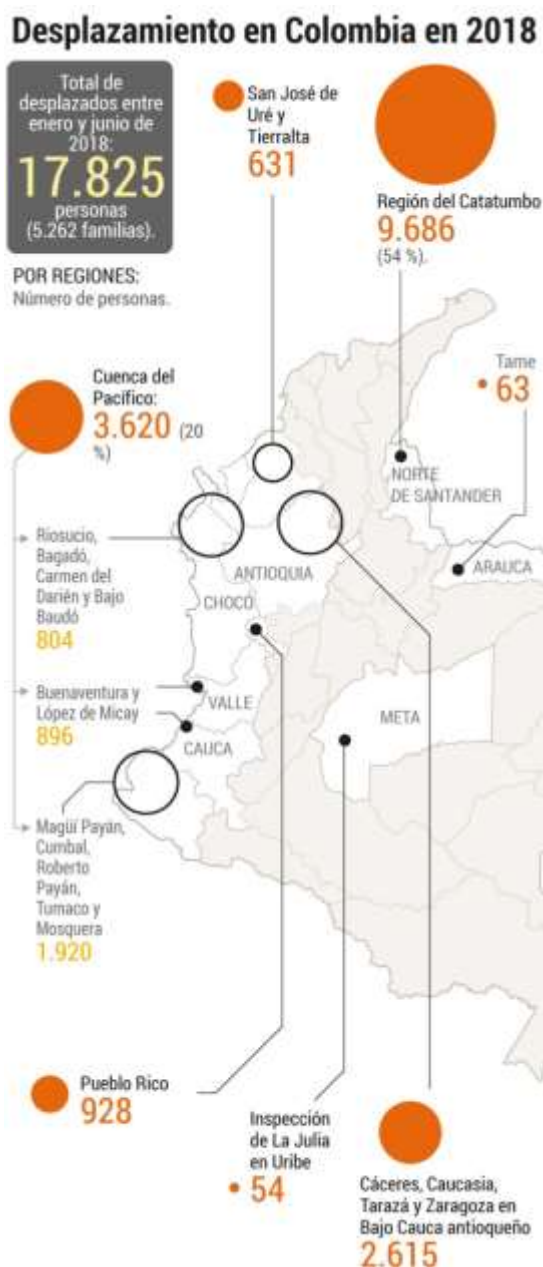 Desplazamiento en Colombia en 2018
Total de
desplazados entre
enero y junio de
2018:
17.825
personas
(5.262 familias).
POR REGIONES:
Número de personas.
San José de
Uré y
Tierralta
631
Región del Catatumbo
9.686
(54 %).
Tame
63
Cuenca del
Pacífico:
3.620 (20
%)
NORTE
DE SANTANDER
ARAUCA
ANTIOQUIA
CHOCÓ
VALLE
CAUCA
META
Riosucio,
Bagadó,
Carmen del
Darién y Bajo
Baudó
804
Buenaventura y
López de Micay
896
Magüí Payán,
Cumbal,
Roberto
Payán,
Tumaco y
Mosquera
1.920
Pueblo Rico
928
Inspección
de La Julia
en Uribe
54
Cáceres, Caucasia,
Tarazá y Zaragoza en
Bajo Cauca antioqueño
2.615